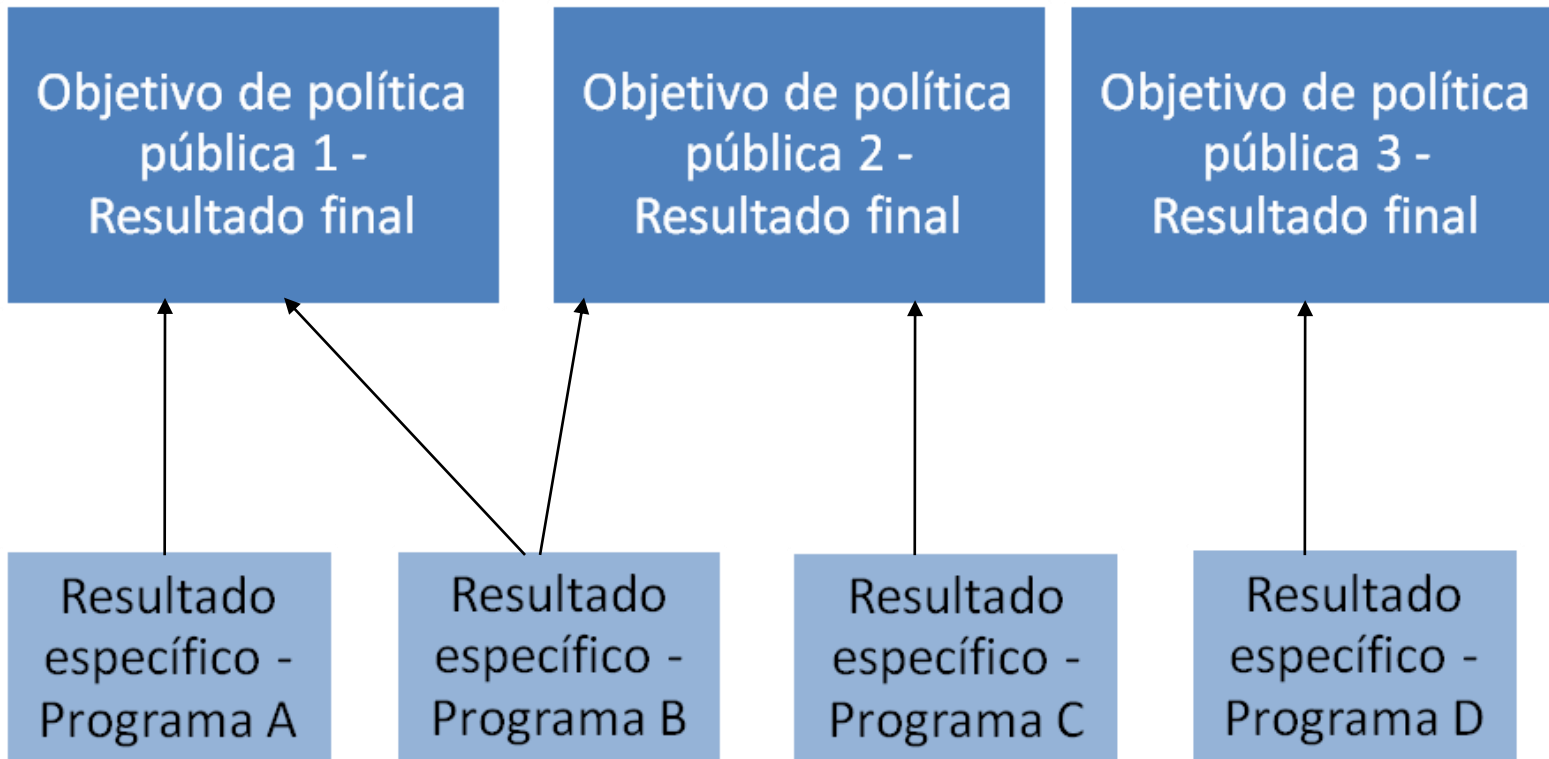 Objetivo de política
pública 1 -
Resultado final
Objetivo de política
pública 2 -
Resultado final
Objetivo de política
pública 3 -
Resultado final
Resultado
específico -
Programa A
Resultado
específico -
Programa B
Resultado
específico -
Programa C
Resultado
específico -
Programa D